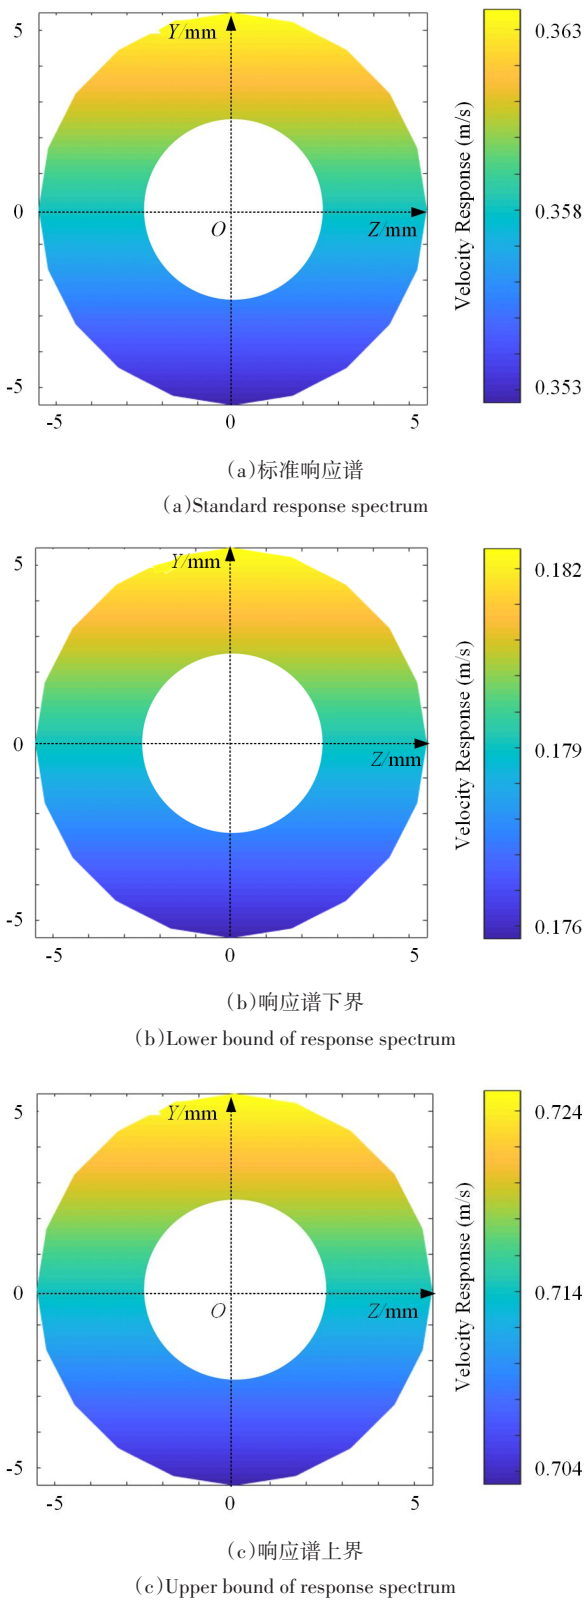 5
Y/mm
0
O
Z/mm
-5
-5
0
5
Velocity Response (m/s)
0.363
0.358
0.353
(a)标准响应谱
(a)Standard response spectrum
5
Y/mm
0
Z/mm
-5
-5
0
5
Velocity Response (m/s)
0.182
0.179
0.176
(b)响应谱下界
(b)Lower bound of response spectrum
5
Y/mm
0
O
Z/mm
-5
-5
0
5
Velocity Response (m/s)
0.724
0.714
0.704
(c)响应谱上界
(c)Upper bound of response spectrum